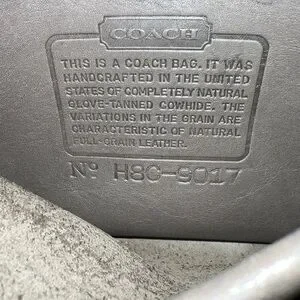 COACH
THIS IS A COACH BAG. IT WAS
HANDCRAFTED IN THE UNITED
STATES OF COMPLETELY NATURAL
GLOVE-TANNED COWHIDE. THE
VARIATIONS IN THE GRAIN ARE
CHARACTERISTIC OF NATURAL
FULL-GRAIN LEATHER.
Nº H8C-9017